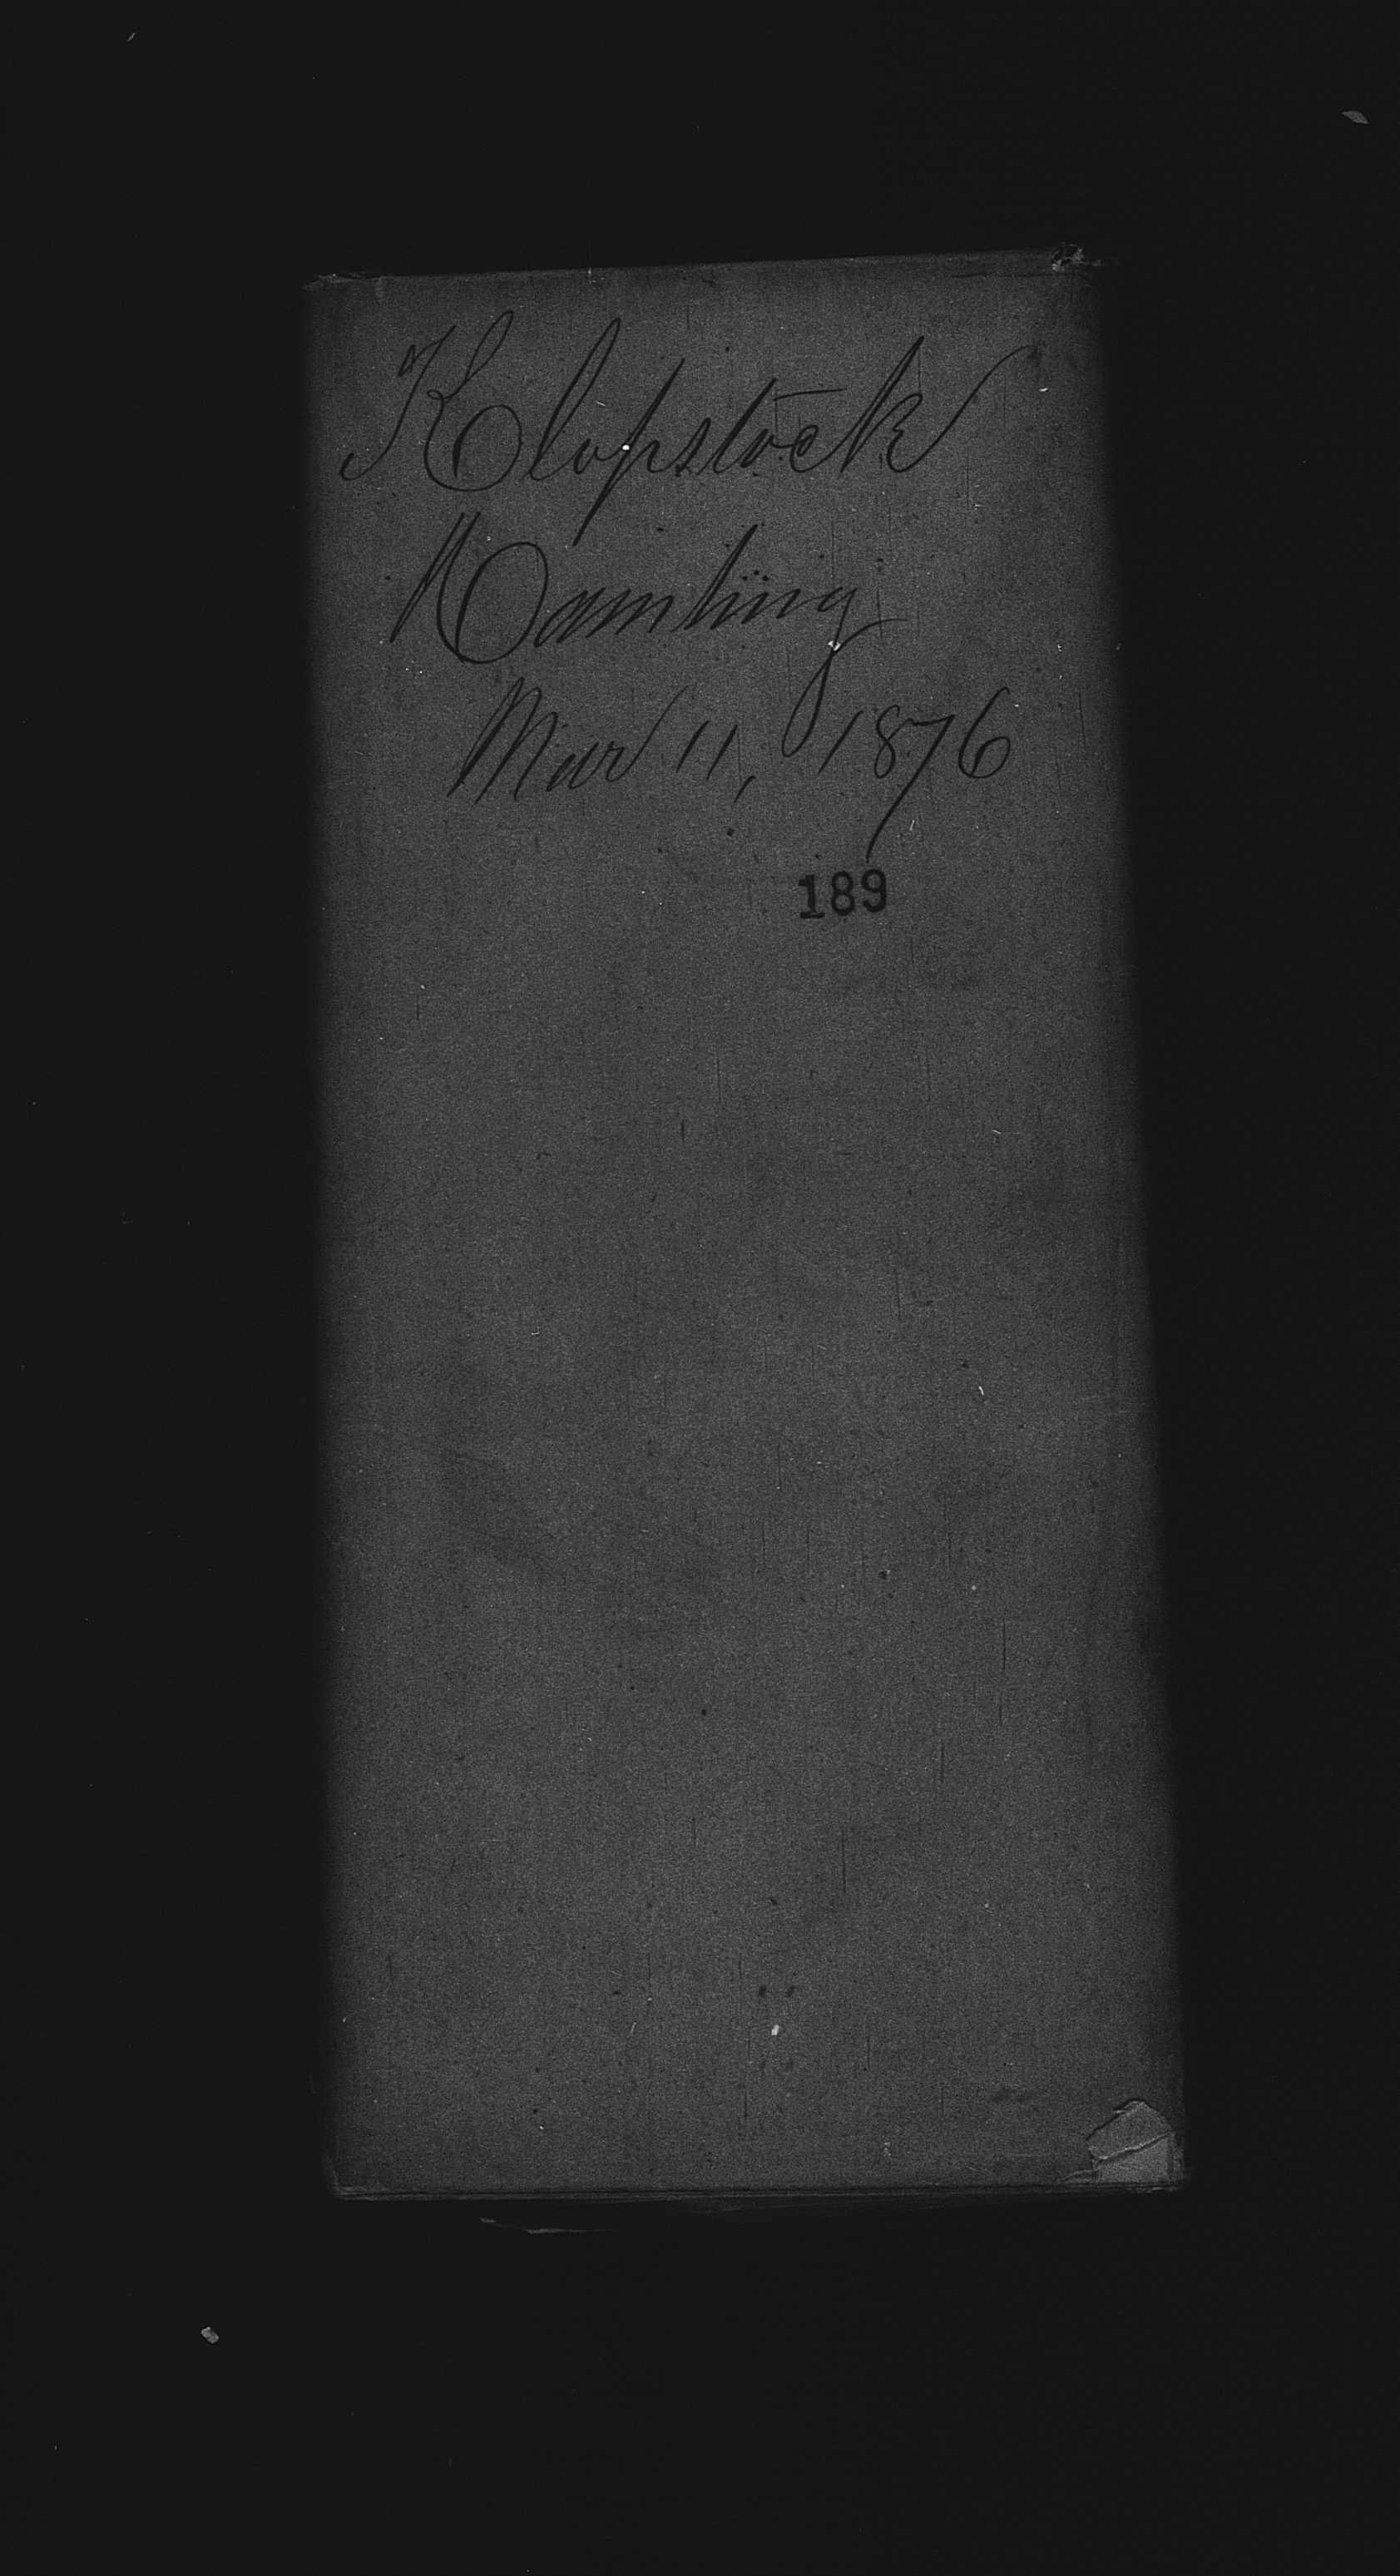 Klopstock
Hamburg
Mar 11, 1876
189